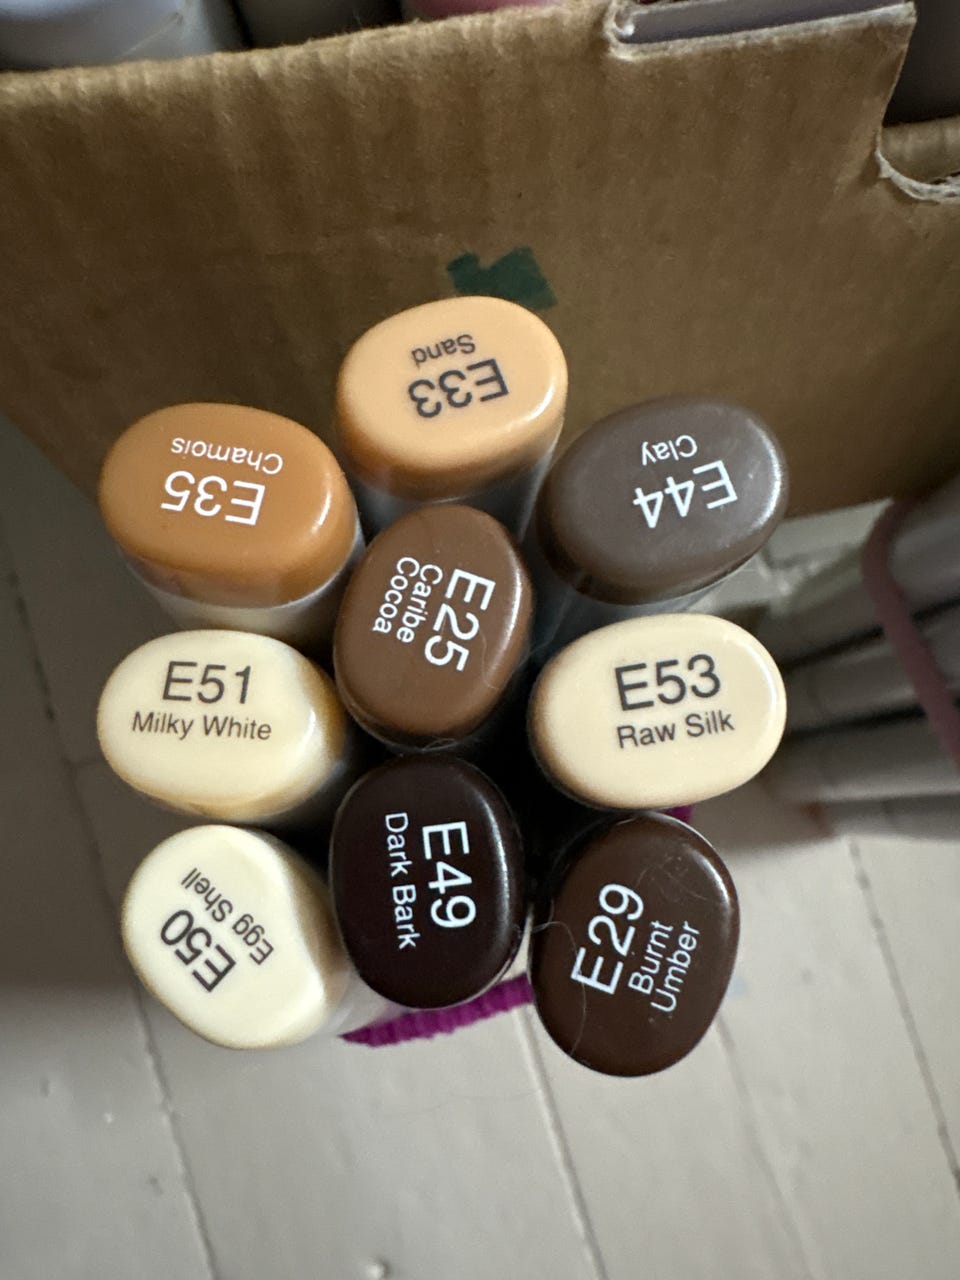 E33
Sand
E35
Chamois
E44
Clay
E25
Caribe
Cocoa
E51
Milky White
E53
Raw Silk
E50
Egg Shell
E49
Dark Bark
E29
Burnt
Umber